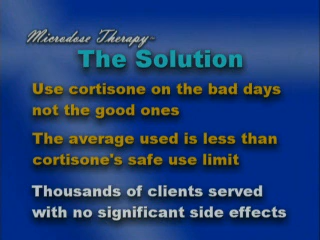 Microdose Therapy~
The Solution
Use cortisone on the bad days
not the good ones
The average used is less than
cortisone's safe use limit
Thousands of clients served
with no significant side effects